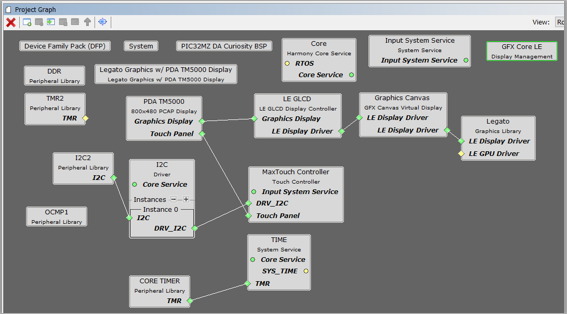 Project Graph
View:
Device Family Pack (DFP)
System
PIC32MZ DA Curiosity BSP
Core
Harmony Core Service
RTOS
Core Service
Input System Service
System Service
Input System Service
GFX Core LE
Display Management
DDR
Peripheral Library
Legato Graphics w/ PDA TM5000 Display
Legato Graphics w/ PDA TM5000 Display
TMR2
Peripheral Library
TMR
PDA TM5000
800x480 PCAP Display
Graphics Display
Touch Panel
LE GLCD
LE GLCD Display Controller
Graphics Display
LE Display Driver
Graphics Canvas
GFX Canvas Virtual Display
LE Display Driver
LE Display Driver
Legato
Graphics Library
LE Display Driver
LE GPU Driver
I2C2
Peripheral Library
I2C
I2C
Driver
Core Service
Instances
Instance 0
I2C
DRV_I2C
MaxTouch Controller
Touch Controller
Input System Service
DRV_I2C
Touch Panel
OCMP1
Peripheral Library
TIME
System Service
Core Service
SYS_TIME
TMR
CORE TIMER
Peripheral Library
TMR